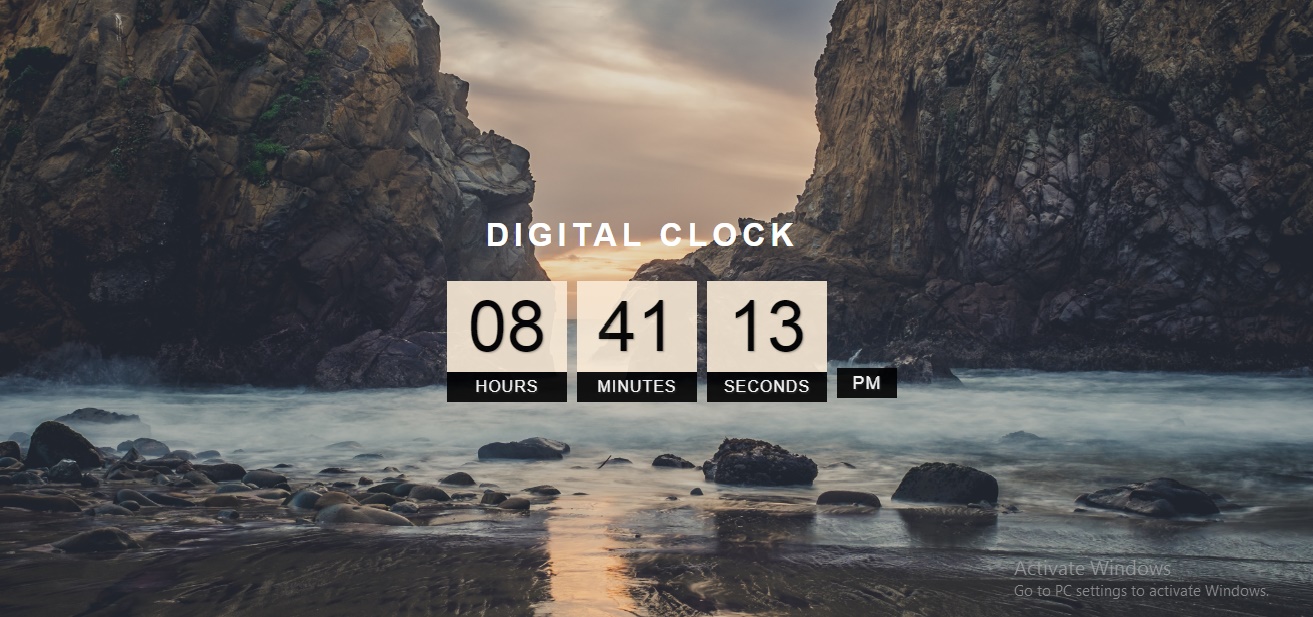 DIGITAL CLOCK
08 41 13
HOURS MINUTES SECONDS PM
Activate Windows
Go to PC settings to activate Windows.